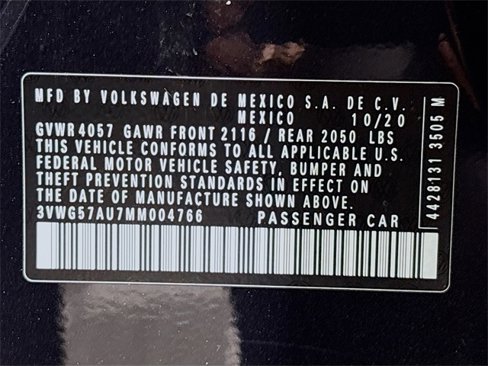 MFD BY VOLKSWAGEN DE MEXICO S.A. DE C.V.
MEXICO 10/20
GVWR 4057 GAWR FRONT 2116 / REAR 2050 LBS
THIS VEHICLE CONFORMS TO ALL APPLICABLE U.S.
FEDERAL MOTOR VEHICLE SAFETY, BUMPER AND
THEFT PREVENTION STANDARDS IN EFFECT ON
THE DATE OF MANUFACTURE SHOWN ABOVE.
3VWG57AU7MM004766 PASSENGER CAR
4428131 3505 M